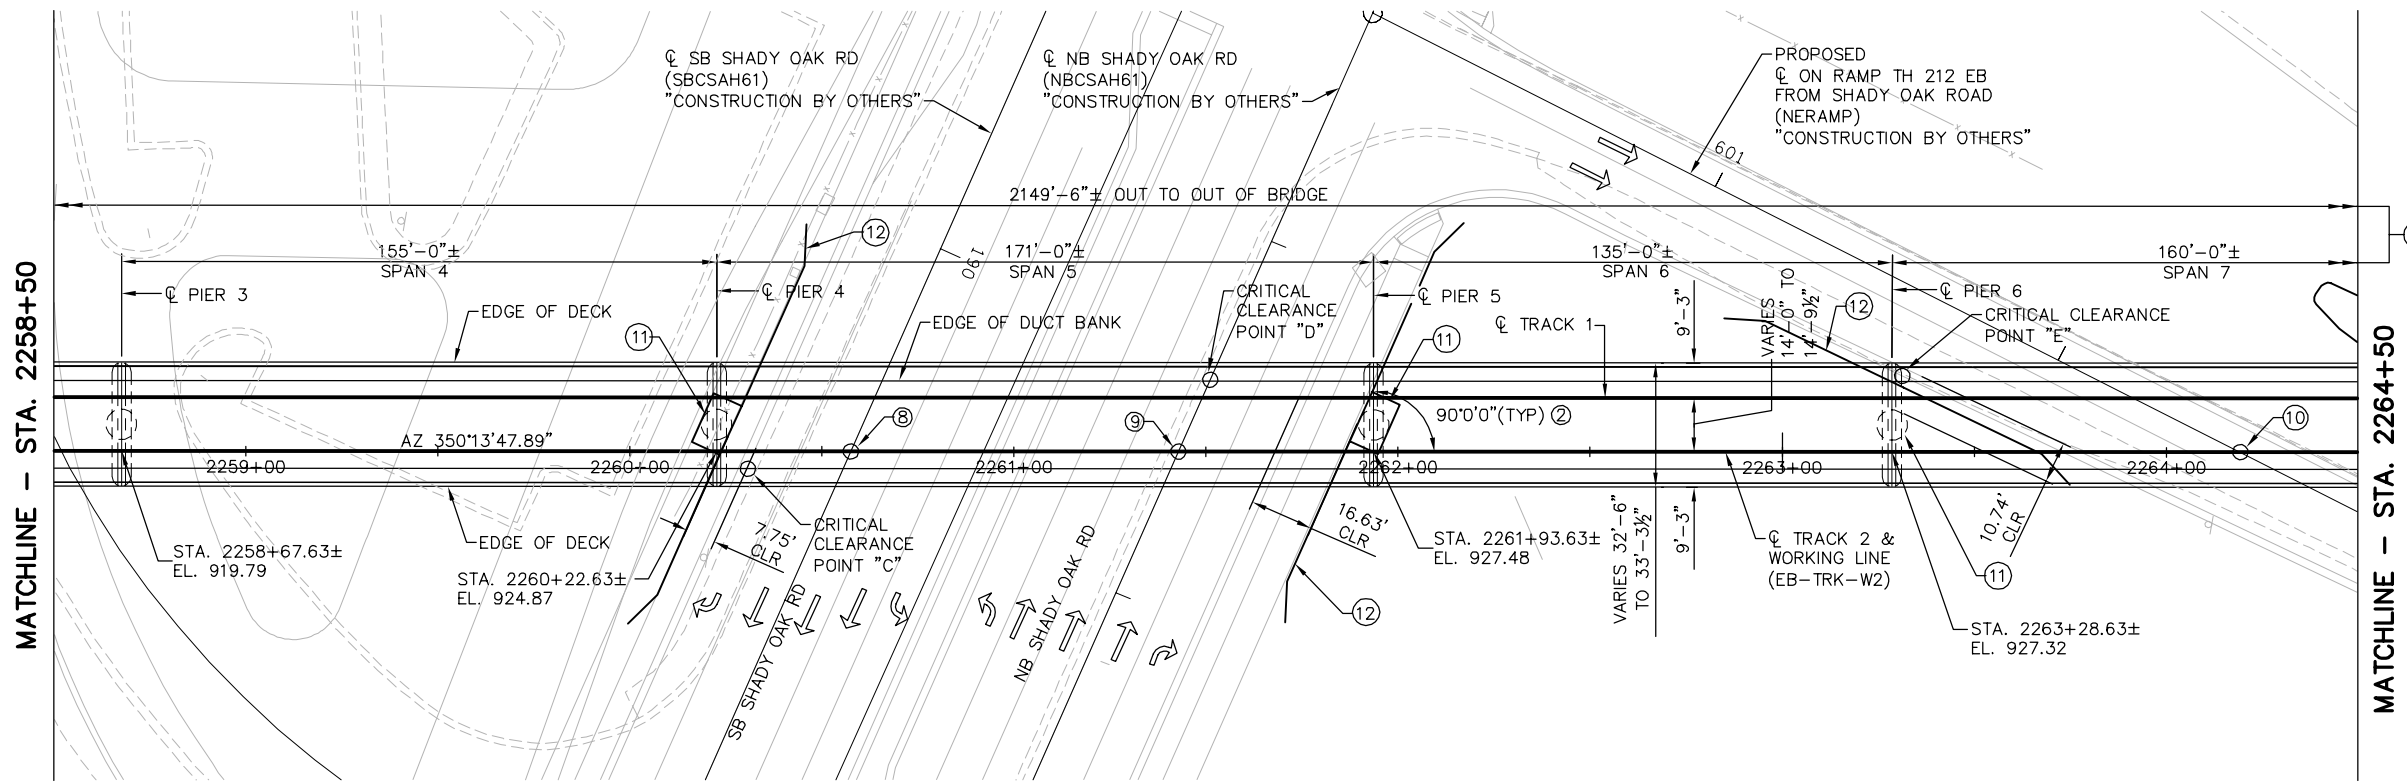 MATCHLINE - STA. 2258+50
℄ SB SHADY OAK RD
(SBCSAH61)
"CONSTRUCTION BY OTHERS"
℄ NB SHADY OAK RD
(NBCSAH61)
"CONSTRUCTION BY OTHERS"
PROPOSED
℄ ON RAMP TH 212 EB
FROM SHADY OAK ROAD
(NERAMP)
"CONSTRUCTION BY OTHERS"
601
2149'-6"± OUT TO OUT OF BRIDGE
12
190
155'-0"±
SPAN 4
171'-0"±
SPAN 5
135'-0"±
SPAN 6
160'-0"±
SPAN 7
℄ PIER 3
℄ PIER 4
℄ PIER 5
℄ PIER 6
EDGE OF DECK
11
EDGE OF DUCT BANK
CRITICAL
CLEARANCE
POINT "D"
℄ TRACK 1
11
9'-3"
VARIES
14'-0" TO
14'-9½"
12
CRITICAL CLEARANCE
POINT "E"
AZ 350°13'47.89"
8
9
90°0'0"(TYP) 2
10
2259+00
2260+00
2261+00
2262+00
2263+00
2264+00
EDGE OF DECK
STA. 2258+67.63±
EL. 919.79
STA. 2260+22.63±
EL. 924.87
7.75'
CLR
CRITICAL
CLEARANCE
POINT "C"
16.63'
CLR
STA. 2261+93.63±
EL. 927.48
12
VARIES 32'-6"
TO 33'-3½"
9'-3"
℄ TRACK 2 &
WORKING LINE
(EB-TRK-W2)
10.74'
CLR
11
STA. 2263+28.63±
EL. 927.32
SB SHADY OAK RD
NB SHADY OAK RD
MATCHLINE - STA. 2264+50